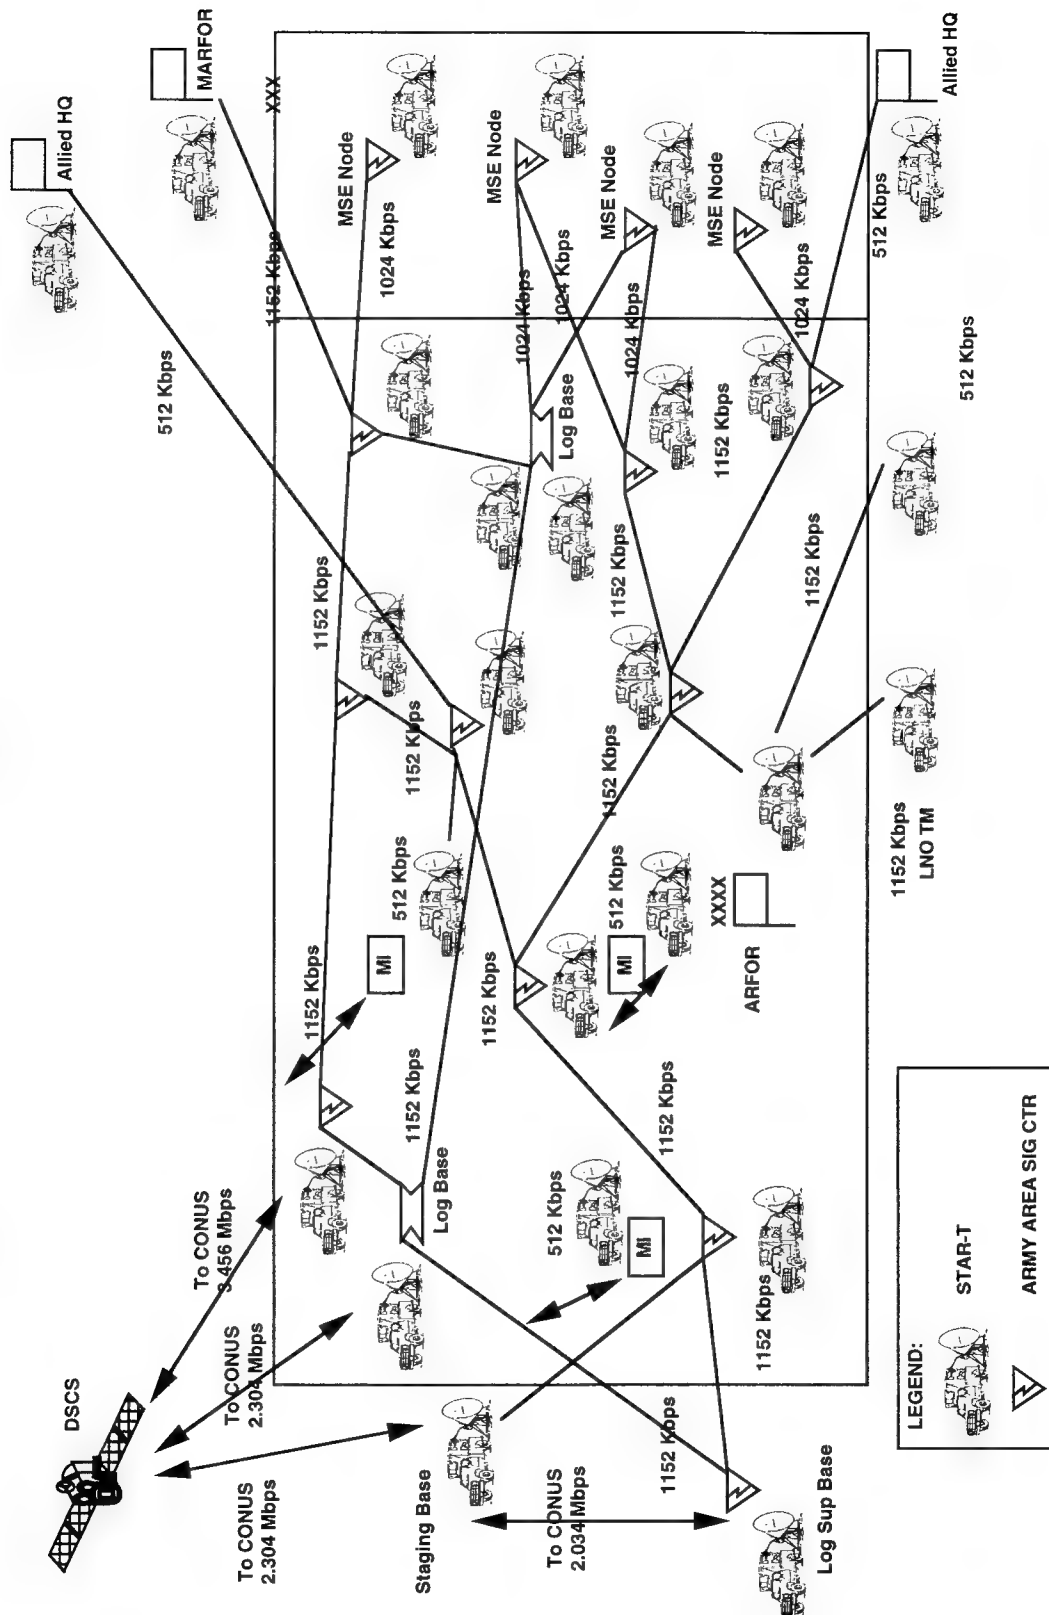 DSCS
To CONUS
3.456 Mbps
To CONUS
2.304 Mbps
To CONUS
2.304 Mbps
Staging Base
To CONUS
2.034 Mbps
Log Sup Base
1152 Kbps
1152 Kbps
Log Base
512 Kbps
MI
1152 Kbps
1152 Kbps
1152 Kbps
MI
512 Kbps
1152 Kbps
1152 Kbps
MI
512 Kbps
XXXX
ARFOR
1152 Kbps
1152 Kbps
1152 Kbps
LNO TM
1152 Kbps
1152 Kbps
1152 Kbps
Log Base
1152 Kbps
512 Kbps
512 Kbps
Allied HQ
MARFOR
1152 Kbps
XXX
MSE Node
1024 Kbps
MSE Node
1024 Kbps
1024 Kbps
MSE Node
1024 Kbps
MSE Node
1024 Kbps
512 Kbps
Allied HQ
LEGEND:
STAR-T
ARMY AREA SIG CTR